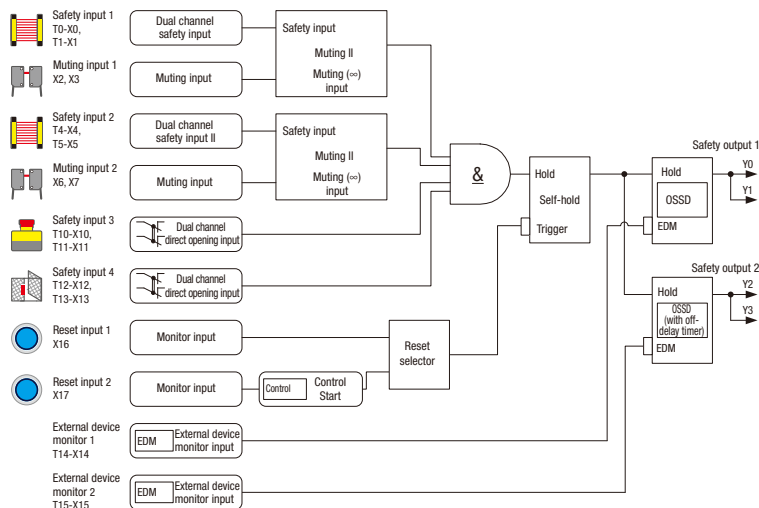 Safety input 1
T0-X0,
T1-X1
Dual channel
safety input
Muting input 1
X2, X3
Muting input
Safety input
Muting II
Muting (∞)
input
Safety input 2
T4-X4,
T5-X5
Dual channel
safety input II
Muting input 2
X6, X7
Muting input
Safety input
Muting II
Muting (∞)
input
Safety input 3
T10-X10,
T11-X11
Dual channel
direct opening input
Safety input 4
T12-X12,
T13-X13
Dual channel
direct opening input
&
Hold
Self-hold
Trigger
Safety output 1
Hold
OSSD
EDM
Y0
Y1
Safety output 2
Hold
OSSD
(with off-
delay timer)
EDM
Y2
Y3
Reset input 1
X16
Monitor input
Reset
selector
Reset input 2
X17
Monitor input
Control
Control
Start
External device
monitor 1
T14-X14
EDM
External device
monitor input
External device
monitor 2
T15-X15
EDM
External device
monitor input